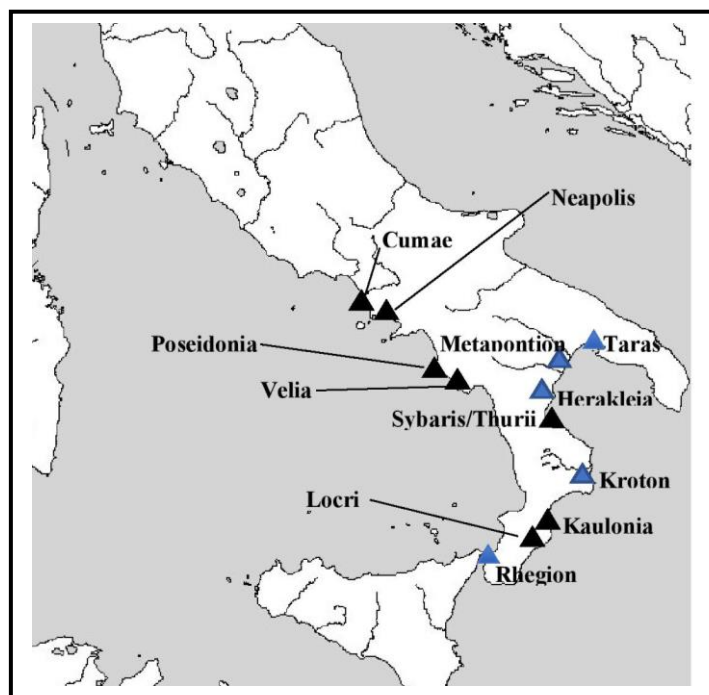 Neapolis
Cumae
Poseidonia
Metapontion
Taras
Velia
Herakleia
Sybaris/Thurii
Kroton
Locri
Kaulonia
Rhegion